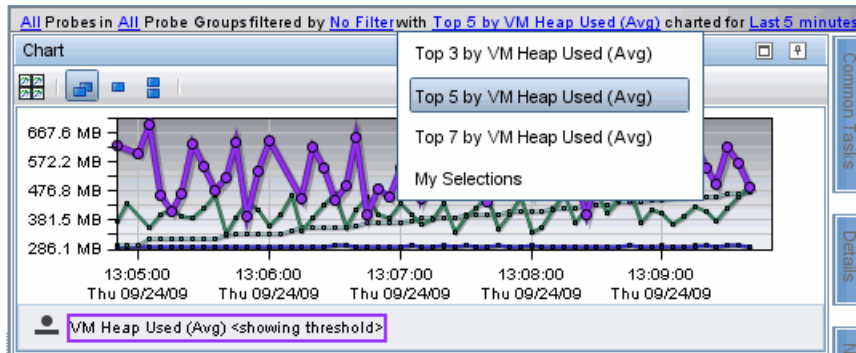 All Probes in All Probe Groups filtered by No Filter with Top 5 by VM Heap Used (Avg) charted for Last 5 minutes
Chart
Top 3 by VM Heap Used (Avg)
Top 5 by VM Heap Used (Avg)
Top 7 by VM Heap Used (Avg)
My Selections
667.6 MB
572.2 MB
476.8 MB
381.5 MB
286.1 MB
13:05:00 13:06:00 13:07:00 13:08:00 13:09:00
Thu 09/24/09 Thu 09/24/09 Thu 09/24/09 Thu 09/24/09 Thu 09/24/09
VM Heap Used (Avg) <showing threshold>
Common Tasks
Details